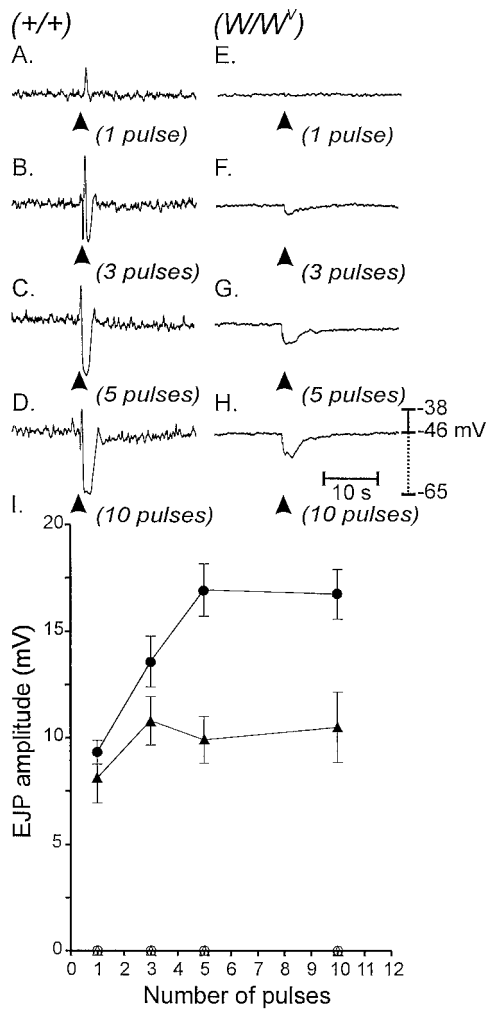 (+/+) (W/Wᵛ)
A. E.
(1 pulse) (1 pulse)
B. F.
(3 pulses) (3 pulses)
C. G.
(5 pulses) (5 pulses)
D. H.
-38
-46 mV
-65
10 s
(10 pulses) (10 pulses)
I.
20
15
10
5
0
EJP amplitude (mV)
0 1 2 3 4 5 6 7 8 9 10 11 12
Number of pulses